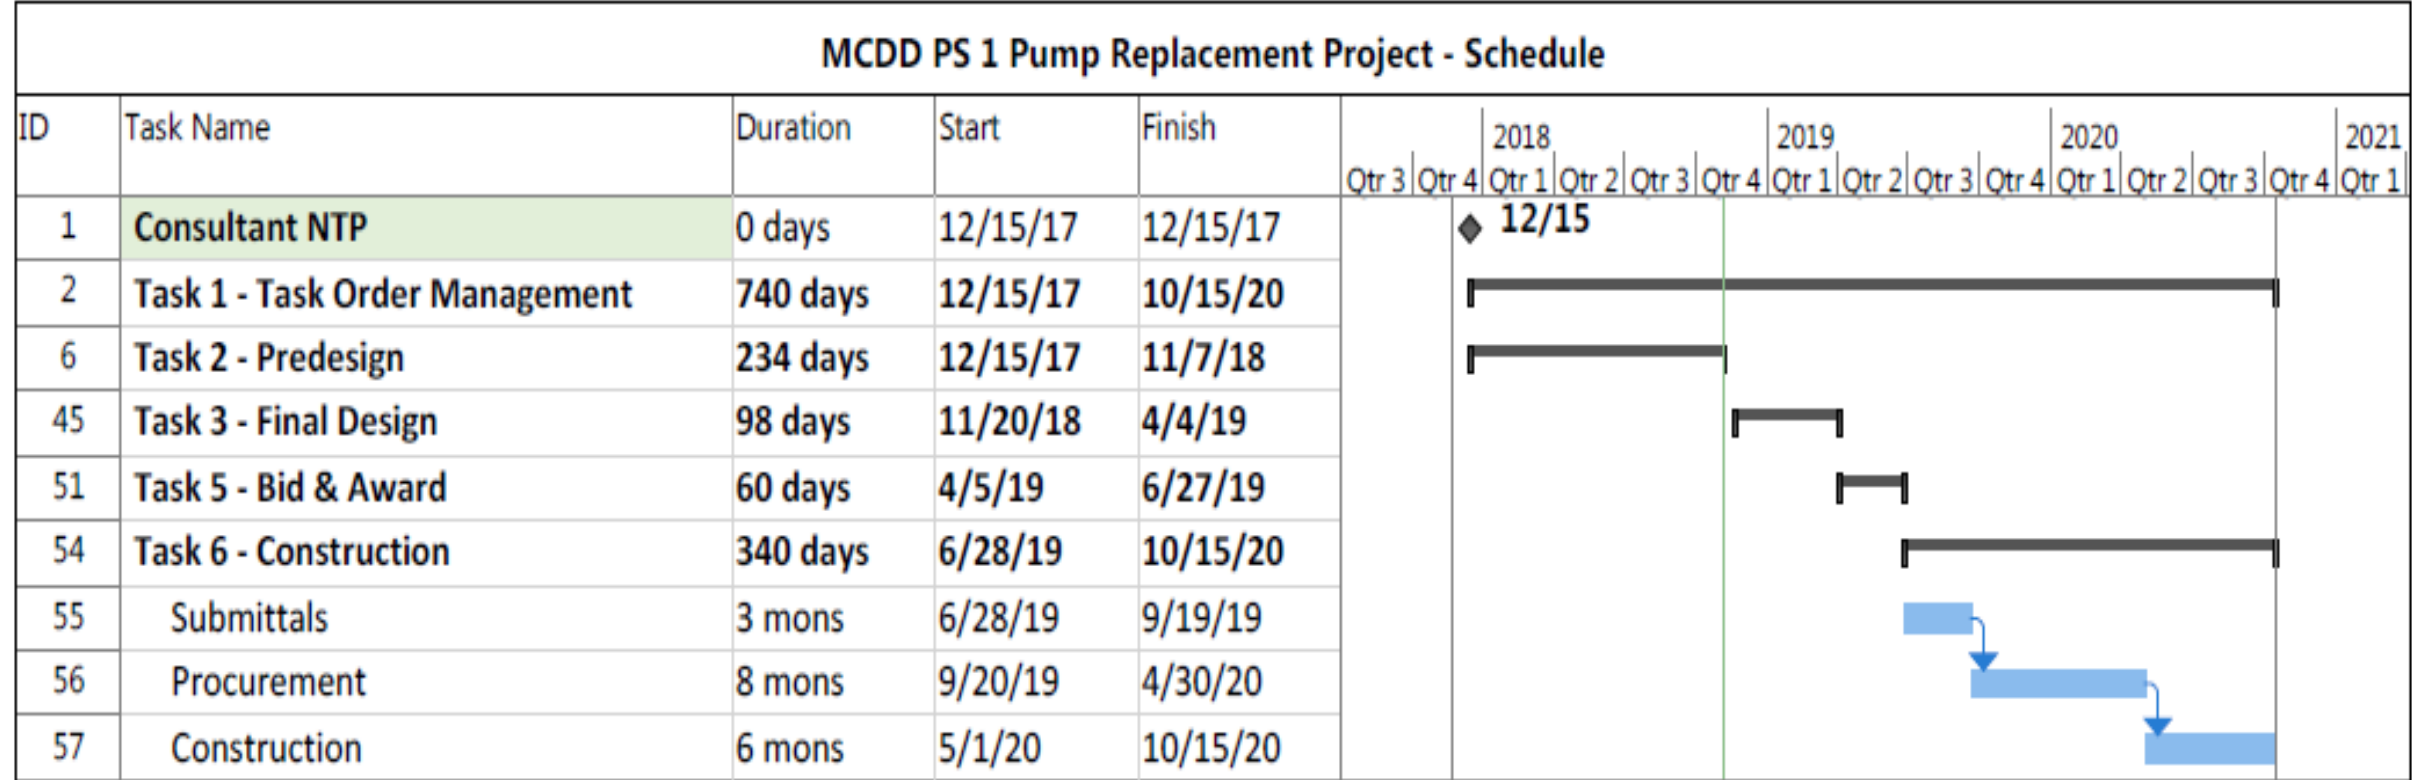 MCDD PS 1 Pump Replacement Project - Schedule
ID Task Name Duration Start Finish
2018 2019 2020 2021
Qtr 3 Qtr 4 Qtr 1 Qtr 2 Qtr 3 Qtr 4 Qtr 1 Qtr 2 Qtr 3 Qtr 4 Qtr 1 Qtr 2 Qtr 3 Qtr 4 Qtr 1
1 Consultant NTP 0 days 12/15/17 12/15/17 12/15
2 Task 1 - Task Order Management 740 days 12/15/17 10/15/20
6 Task 2 - Predesign 234 days 12/15/17 11/7/18
45 Task 3 - Final Design 98 days 11/20/18 4/4/19
51 Task 5 - Bid & Award 60 days 4/5/19 6/27/19
54 Task 6 - Construction 340 days 6/28/19 10/15/20
55 Submittals 3 mons 6/28/19 9/19/19
56 Procurement 8 mons 9/20/19 4/30/20
57 Construction 6 mons 5/1/20 10/15/20